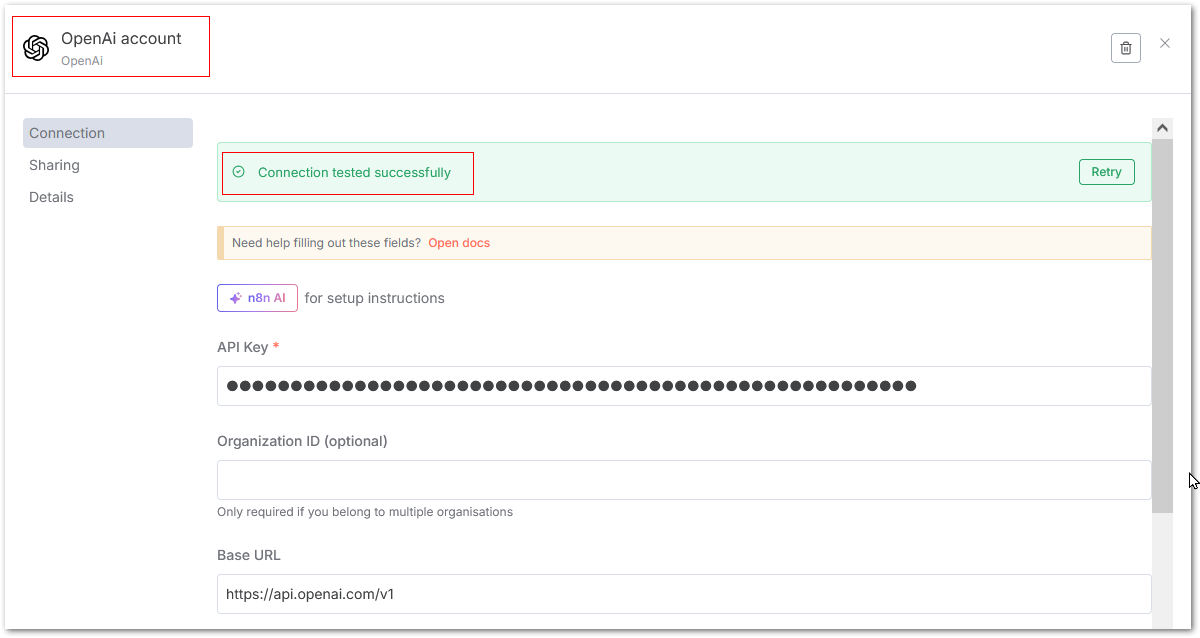 OpenAi account
OpenAi
Connection
Sharing
Details
Connection tested successfully
Retry
Need help filling out these fields? Open docs
n8n AI for setup instructions
API Key *
Organization ID (optional)
Only required if you belong to multiple organisations
Base URL
https://api.openai.com/v1